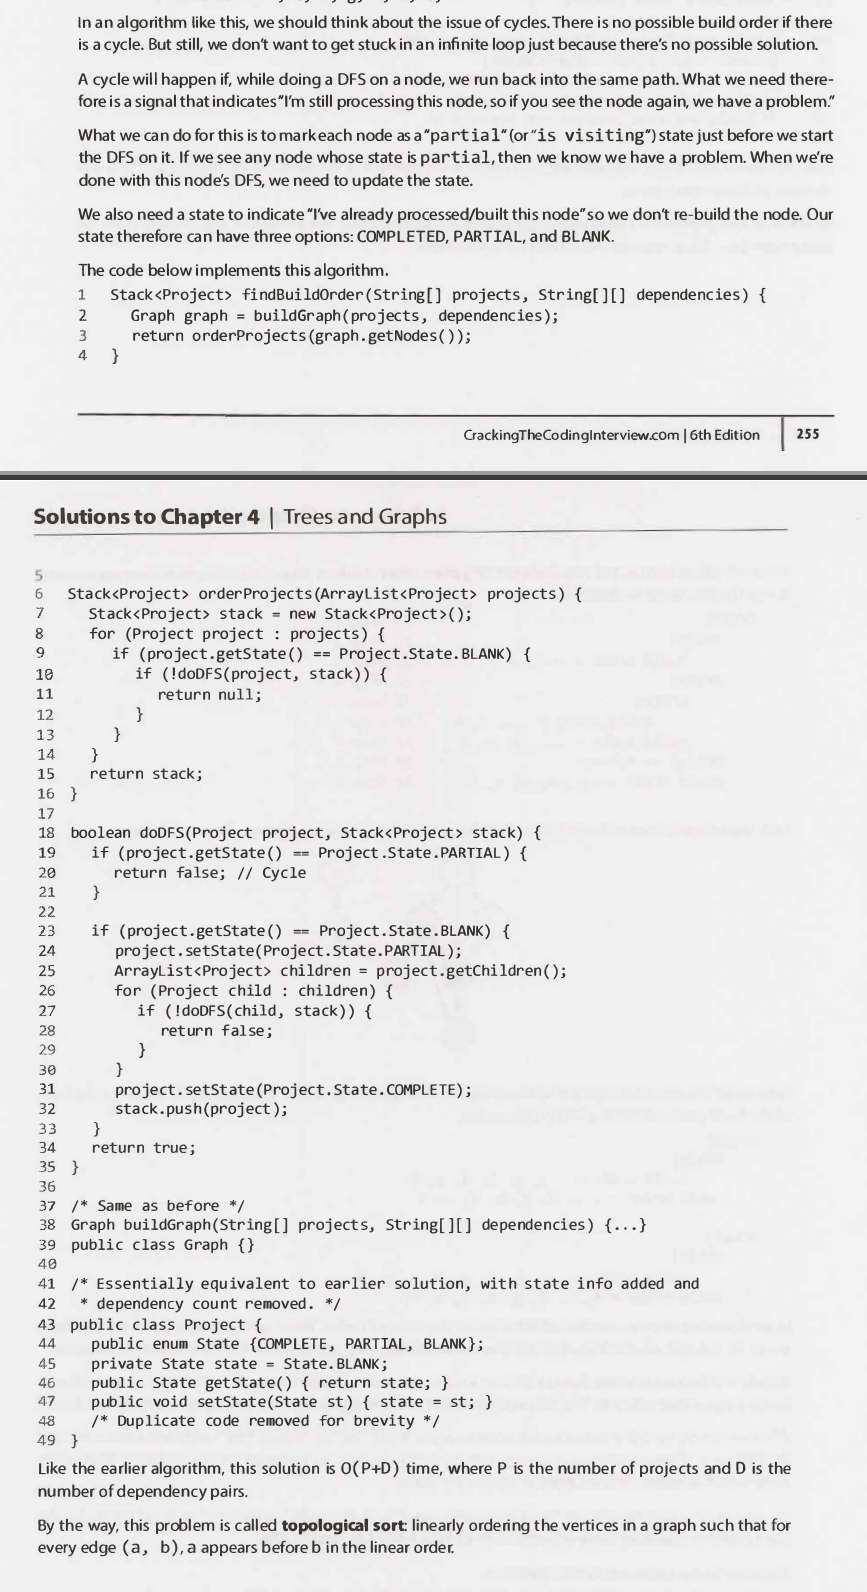 In an algorithm like this, we should think about the issue of cycles. There is no possible build order if there
is a cycle. But still, we don't want to get stuck in an infinite loop just because there's no possible solution.
A cycle will happen if, while doing a DFS on a node, we run back into the same path. What we need there-
fore is a signal that indicates "I'm still processing this node, so if you see the node again, we have a problem."
What we can do for this is to mark each node as a "partial" (or "is visiting") state just before we start
the DFS on it. If we see any node whose state is partial, then we know we have a problem. When we're
done with this node's DFS, we need to update the state.
We also need a state to indicate "I've already processed/built this node" so we don't re-build the node. Our
state therefore can have three options: COMPLETED, PARTIAL, and BLANK.
The code below implements this algorithm.
1 Stack<Project> findBuildOrder(String[] projects, String[][] dependencies) {
2 Graph graph = buildGraph(projects, dependencies);
3 return orderProjects(graph.getNodes());
4 }
CrackingTheCodingInterview.com | 6th Edition 255
Solutions to Chapter 4 | Trees and Graphs
5
6 Stack<Project> orderProjects(ArrayList<Project> projects) {
7 Stack<Project> stack = new Stack<Project>();
8 for (Project project : projects) {
9 if (project.getState() == Project.State.BLANK) {
10 if (!doDFS(project, stack)) {
11 return null;
12 }
13 }
14 }
15 return stack;
16 }
17
18 boolean doDFS(Project project, Stack<Project> stack) {
19 if (project.getState() == Project.State.PARTIAL) {
20 return false; // Cycle
21 }
22
23 if (project.getState() == Project.State.BLANK) {
24 project.setState(Project.State.PARTIAL);
25 ArrayList<Project> children = project.getChildren();
26 for (Project child : children) {
27 if (!doDFS(child, stack)) {
28 return false;
29 }
30 }
31 project.setState(Project.State.COMPLETE);
32 stack.push(project);
33 }
34 return true;
35 }
36
37 /* Same as before */
38 Graph buildGraph(String[] projects, String[][] dependencies) {...}
39 public class Graph {}
40
41 /* Essentially equivalent to earlier solution, with state info added and
42 * dependency count removed. */
43 public class Project {
44 public enum State {COMPLETE, PARTIAL, BLANK};
45 private State state = State.BLANK;
46 public State getState() { return state; }
47 public void setState(State st) { state = st; }
48 /* Duplicate code removed for brevity */
49 }
Like the earlier algorithm, this solution is O(P+D) time, where P is the number of projects and D is the
number of dependency pairs.
By the way, this problem is called topological sort: linearly ordering the vertices in a graph such that for
every edge (a, b), a appears before b in the linear order.